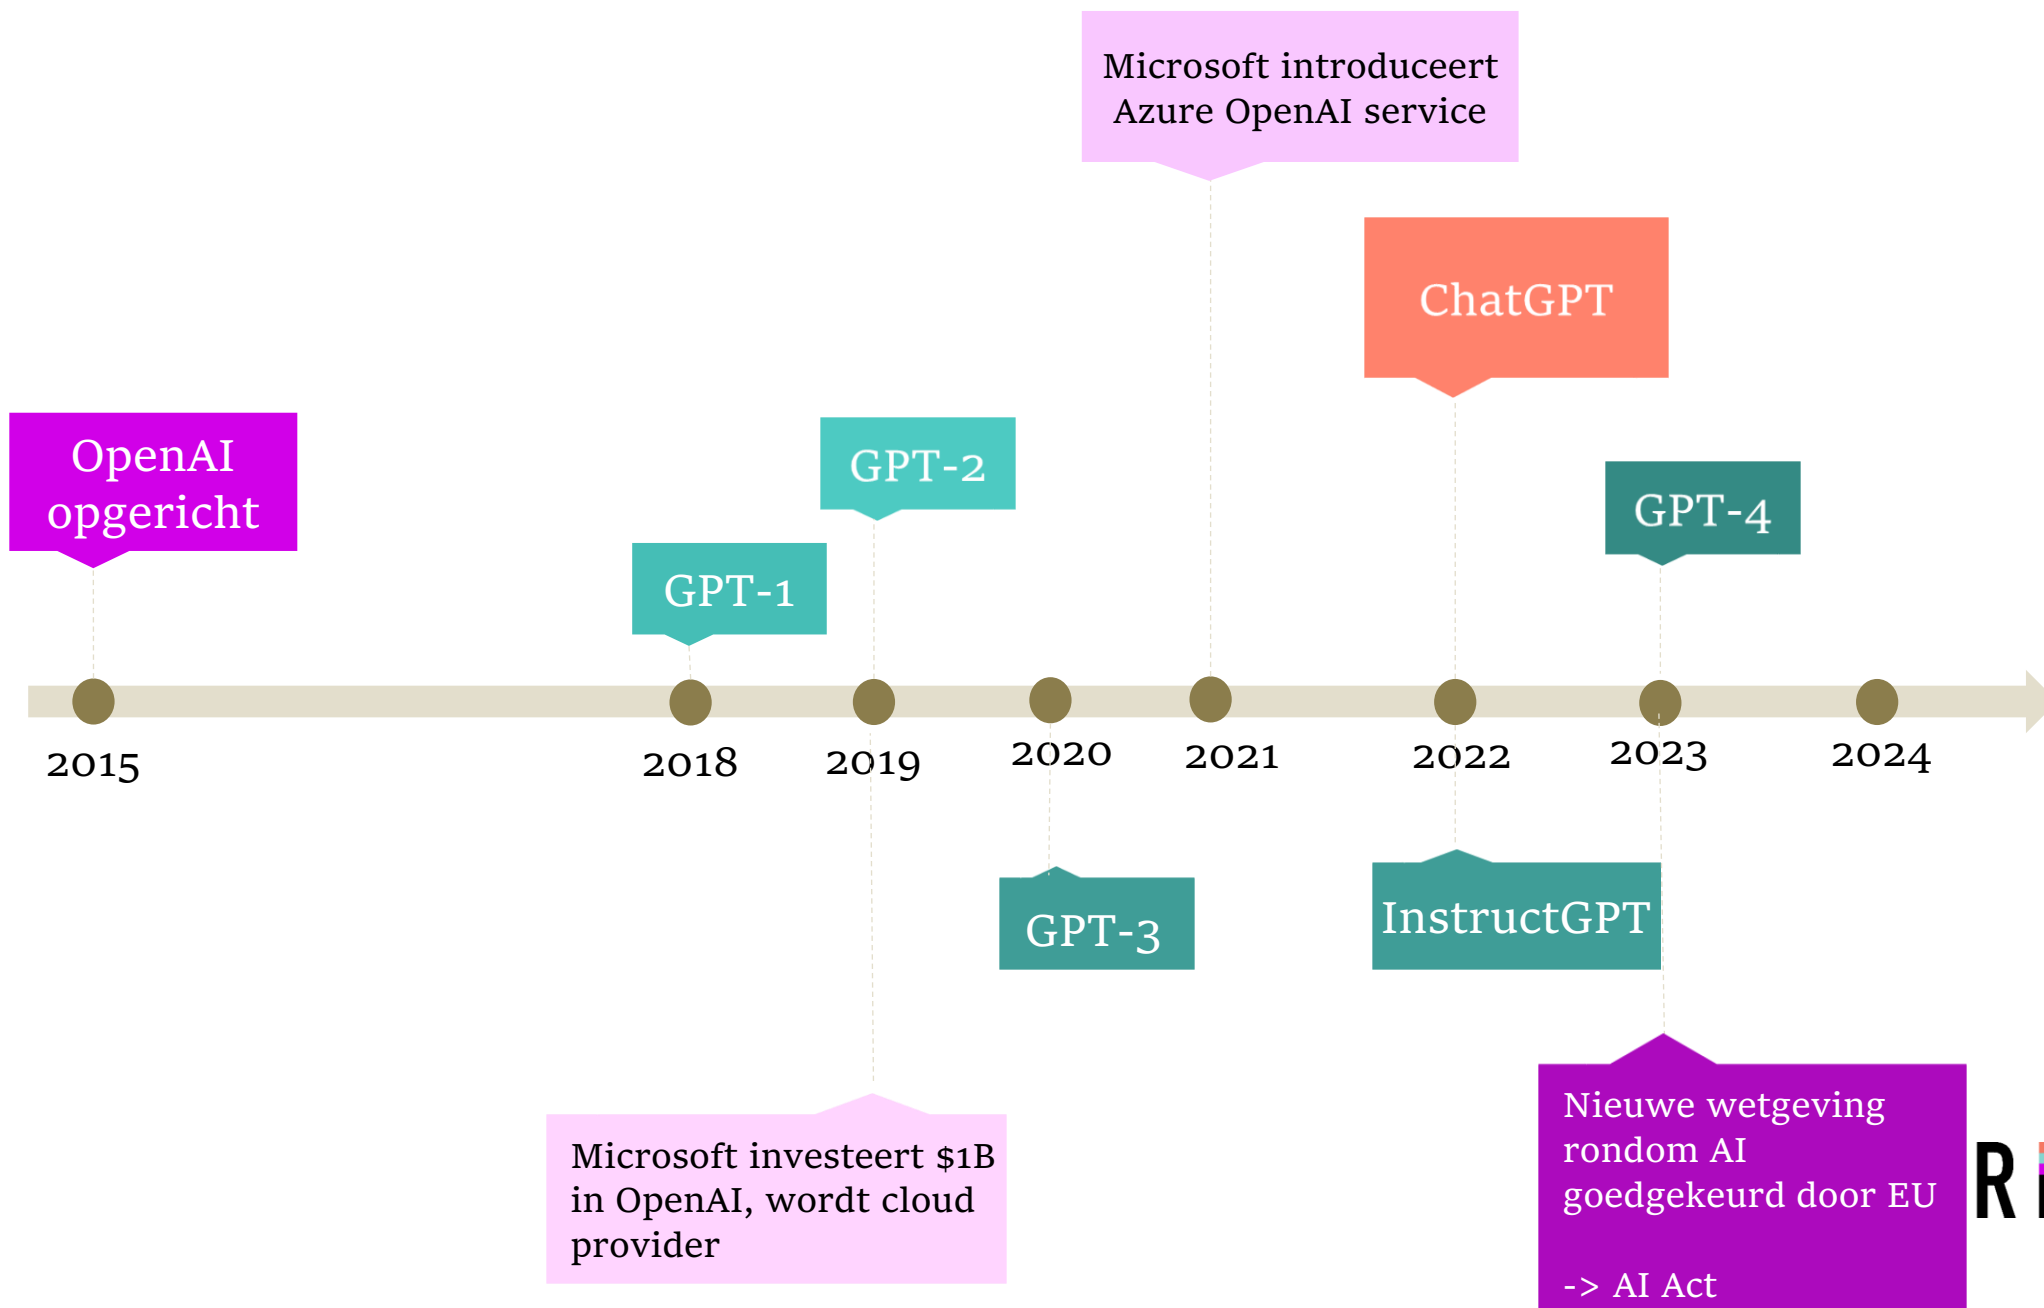 Microsoft introduceert
Azure OpenAI service
ChatGPT
OpenAI
opgericht
GPT-2
GPT-4
GPT-1
2015
2018
2019
2020
2021
2022
2023
2024
GPT-3
InstructGPT
Microsoft investeert $1B
in OpenAI, wordt cloud
provider
Nieuwe wetgeving
rondom AI
goedgekeurd door EU
-> AI Act
R